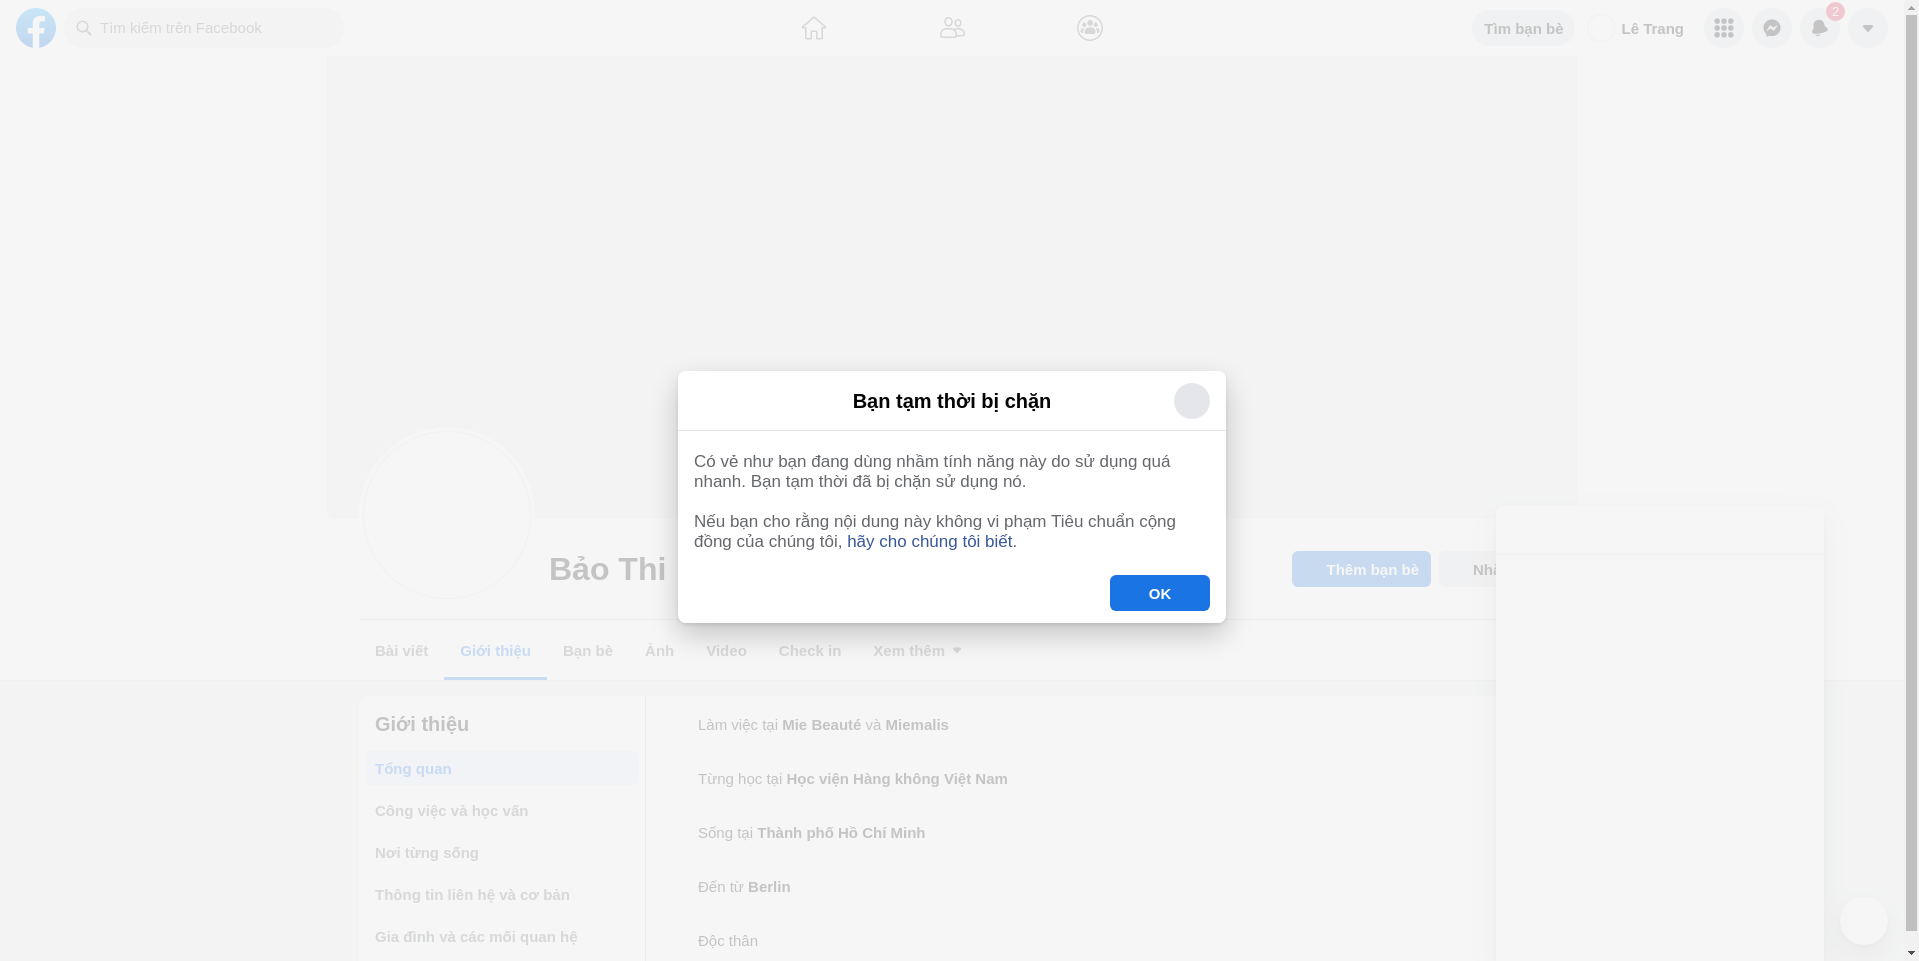 Tìm kiếm trên Facebook
Tìm bạn bè
Lê Trang
2
Bạn tạm thời bị chặn
Có vẻ như bạn đang dùng nhầm tính năng này do sử dụng quá
nhanh. Bạn tạm thời đã bị chặn sử dụng nó.
Nếu bạn cho rằng nội dung này không vi phạm Tiêu chuẩn cộng
đồng của chúng tôi, hãy cho chúng tôi biết.
OK
Bảo Thi
Thêm bạn bè
Bài viết
Giới thiệu
Bạn bè
Ảnh
Video
Check in
Xem thêm
Giới thiệu
Tổng quan
Công việc và học vấn
Nơi từng sống
Thông tin liên hệ và cơ bản
Gia đình và các mối quan hệ
Làm việc tại Mie Beauté và Miemalis
Từng học tại Học viện Hàng không Việt Nam
Sống tại Thành phố Hồ Chí Minh
Đến từ Berlin
Độc thân